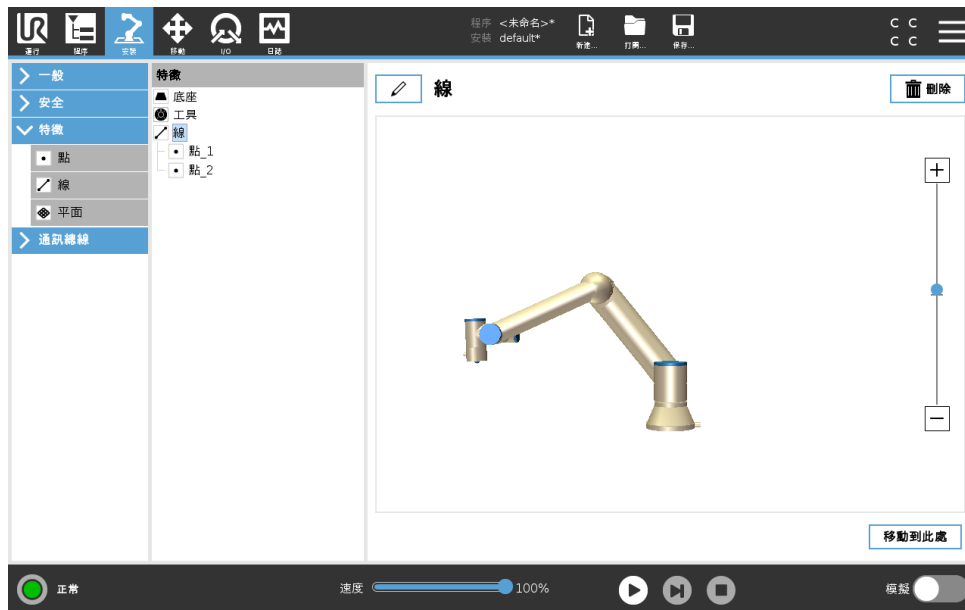 UR
程序 <未命名>*
安裝 default*
運行
程序
安裝
移動
I/O
日誌
新建...
打開...
保存...
C C
C C
一般
安全
特徵
點
線
平面
通訊總線
特徵
底座
工具
線
點_1
點_2
線
刪除
移動到此處
正常
速度
100%
模擬